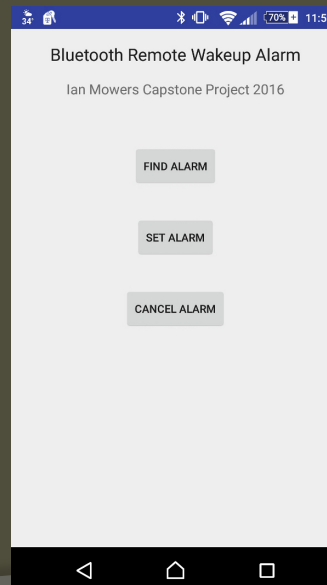 34° 70% 11:5
Bluetooth Remote Wakeup Alarm
Ian Mowers Capstone Project 2016
FIND ALARM
SET ALARM
CANCEL ALARM